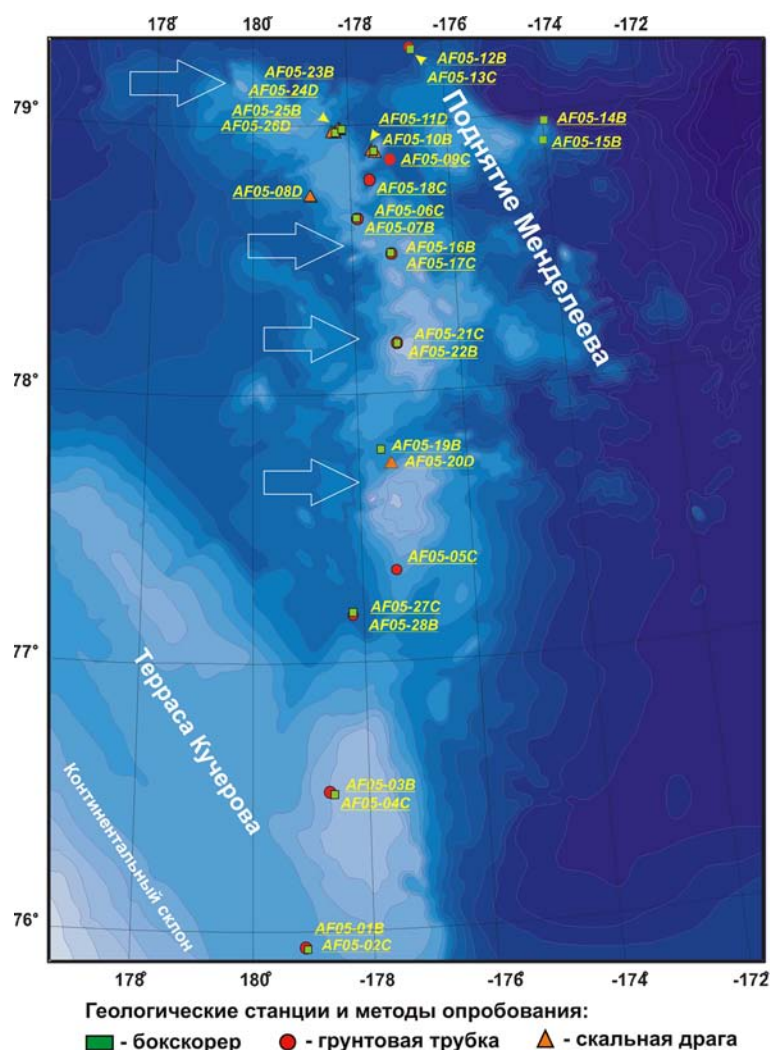 178 180 -178 -176 -174 -172
AF05-12B
AF05-13C
AF05-23B
AF05-24D
79°
AF05-25B
AF05-26D
AF05-11D
AF05-10B
AF05-09C
AF05-14B
AF05-15B
Поднятие Менделеева
AF05-18C
AF05-08D
AF05-06C
AF05-07B
AF05-16B
AF05-17C
AF05-21C
AF05-22B
78°
AF05-19B
AF05-20D
AF05-05C
AF05-27C
AF05-28B
77°
Терраса Кучерова
Континентальный склон
AF05-03B
AF05-04C
76°
AF05-01B
AF05-02C
178° 180° -178° -176° -174° -172°
Геологические станции и методы опробования:
- бокскорер - грунтовая трубка - скальная драга